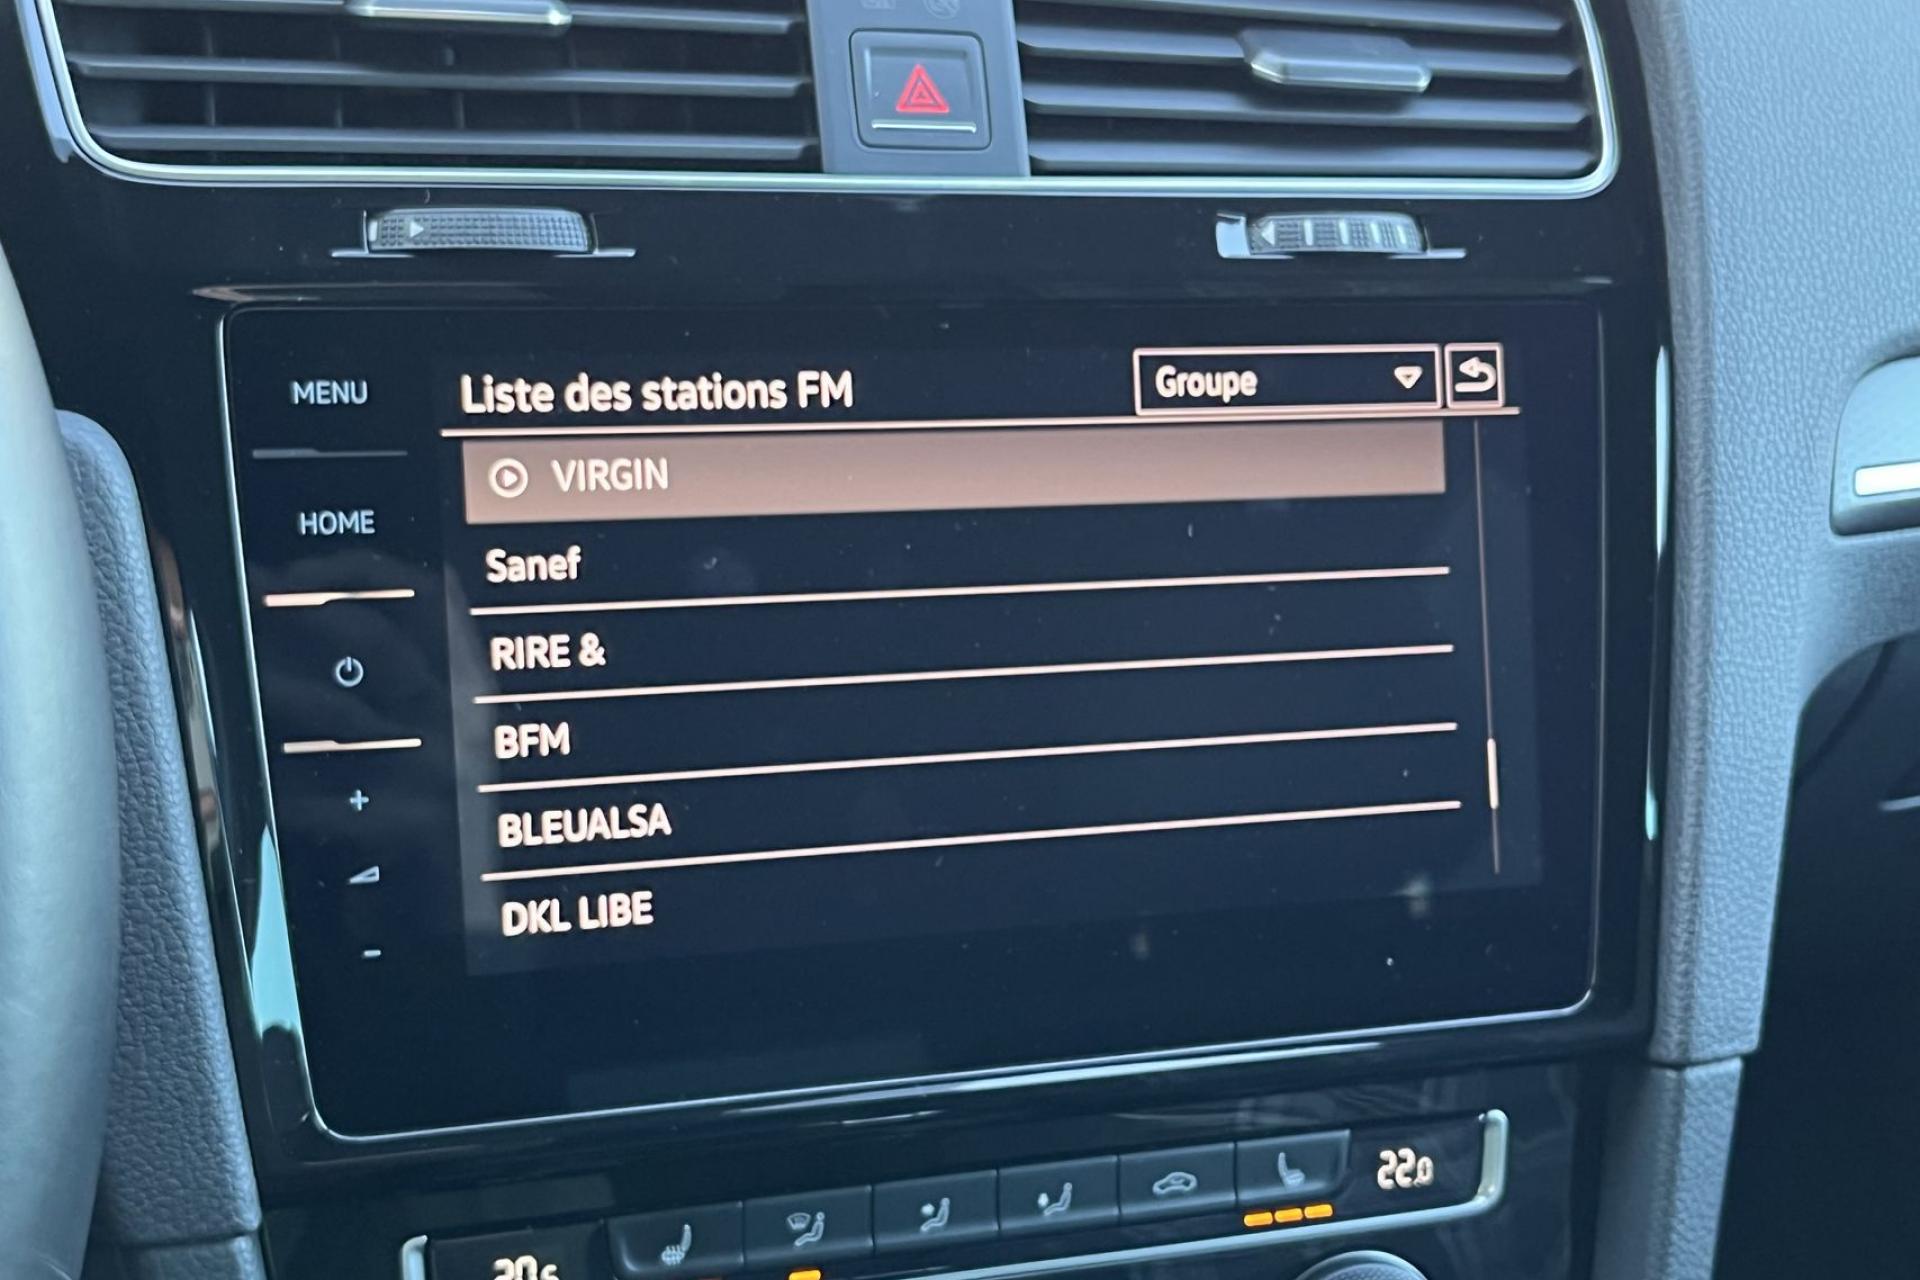 MENU
Liste des stations FM
Groupe
VIRGIN
HOME
Sanef
RIRE &
BFM
+
BLEUALSA
DKL LIBE
-
22.0